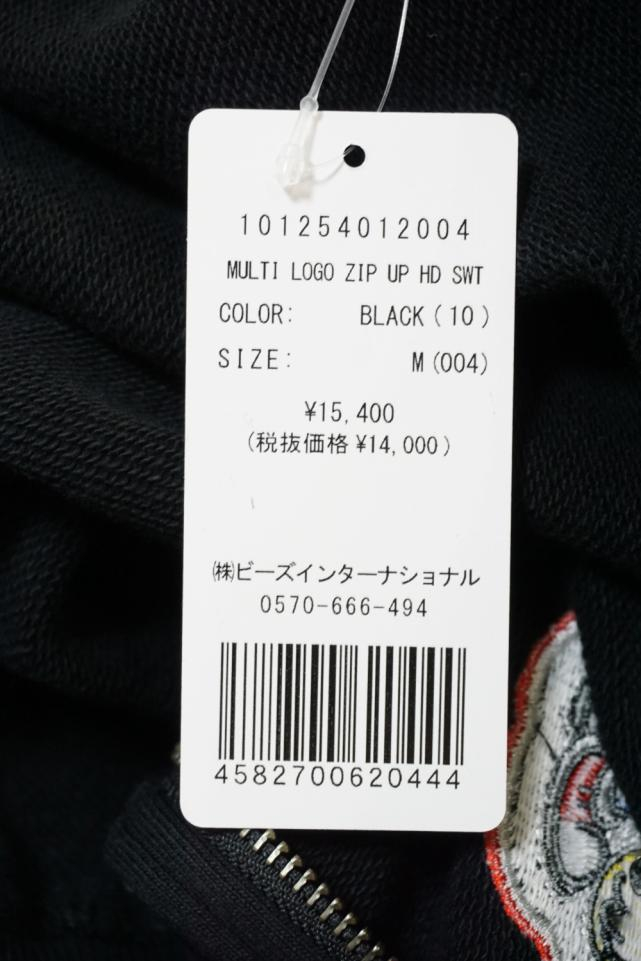 101254012004
MULTI LOGO ZIP UP HD SWT
COLOR: BLACK(10)
SIZE: M(004)
¥15,400
(税抜価格¥14,000)
㈱ビーズインターナショナル
0570-666-494
4582700620444